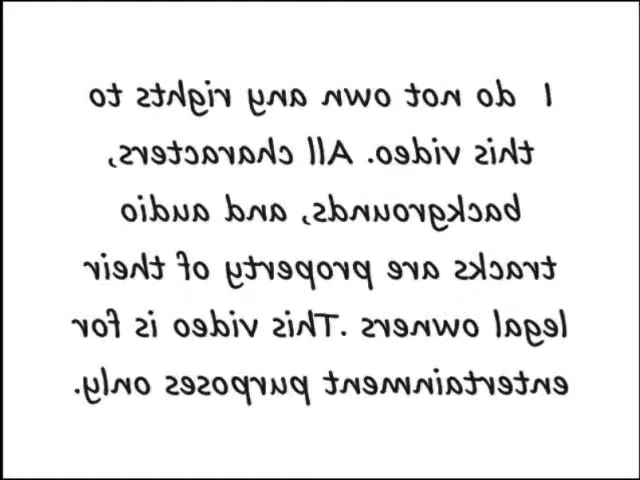 I do not own any rights to
this video. All characters,
backgrounds, and audio
tracks are property of their
legal owners. This video is for
entertainment purposes only.